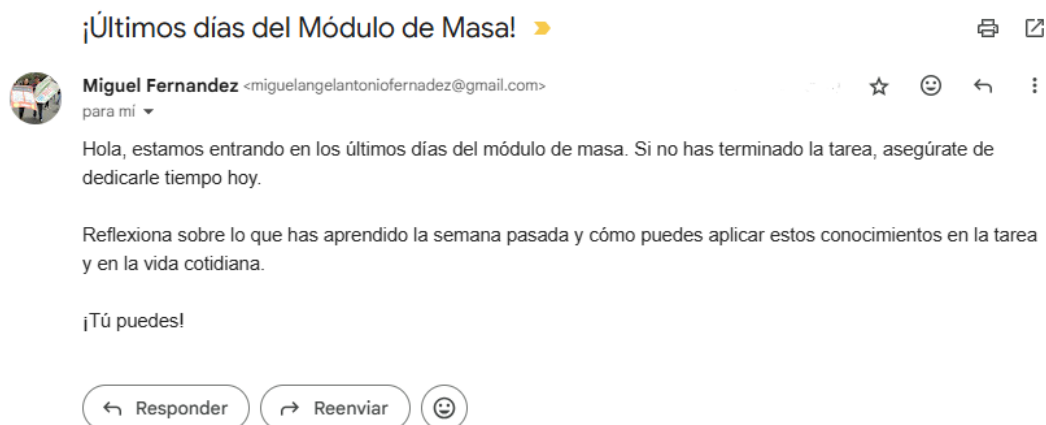 ¡Últimos días del Módulo de Masa!
Miguel Fernandez <miguelangelantoniofernadez@gmail.com>
para mí
Hola, estamos entrando en los últimos días del módulo de masa. Si no has terminado la tarea, asegúrate de
dedicarle tiempo hoy.
Reflexiona sobre lo que has aprendido la semana pasada y cómo puedes aplicar estos conocimientos en la tarea
y en la vida cotidiana.
¡Tú puedes!
Responder Reenviar